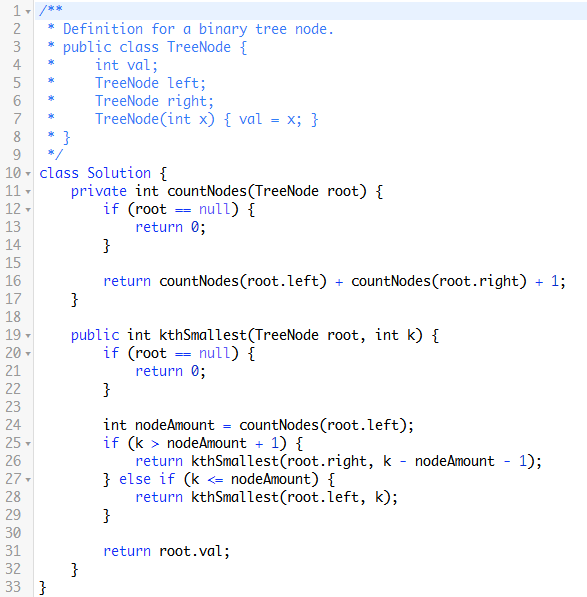 1 /**
2  * Definition for a binary tree node.
3  * public class TreeNode {
4  *     int val;
5  *     TreeNode left;
6  *     TreeNode right;
7  *     TreeNode(int x) { val = x; }
8  * }
9  */
10 class Solution {
11     private int countNodes(TreeNode root) {
12         if (root == null) {
13             return 0;
14         }
15
16         return countNodes(root.left) + countNodes(root.right) + 1;
17     }
18
19     public int kthSmallest(TreeNode root, int k) {
20         if (root == null) {
21             return 0;
22         }
23
24         int nodeAmount = countNodes(root.left);
25         if (k > nodeAmount + 1) {
26             return kthSmallest(root.right, k - nodeAmount - 1);
27         } else if (k <= nodeAmount) {
28             return kthSmallest(root.left, k);
29         }
30
31         return root.val;
32     }
33 }